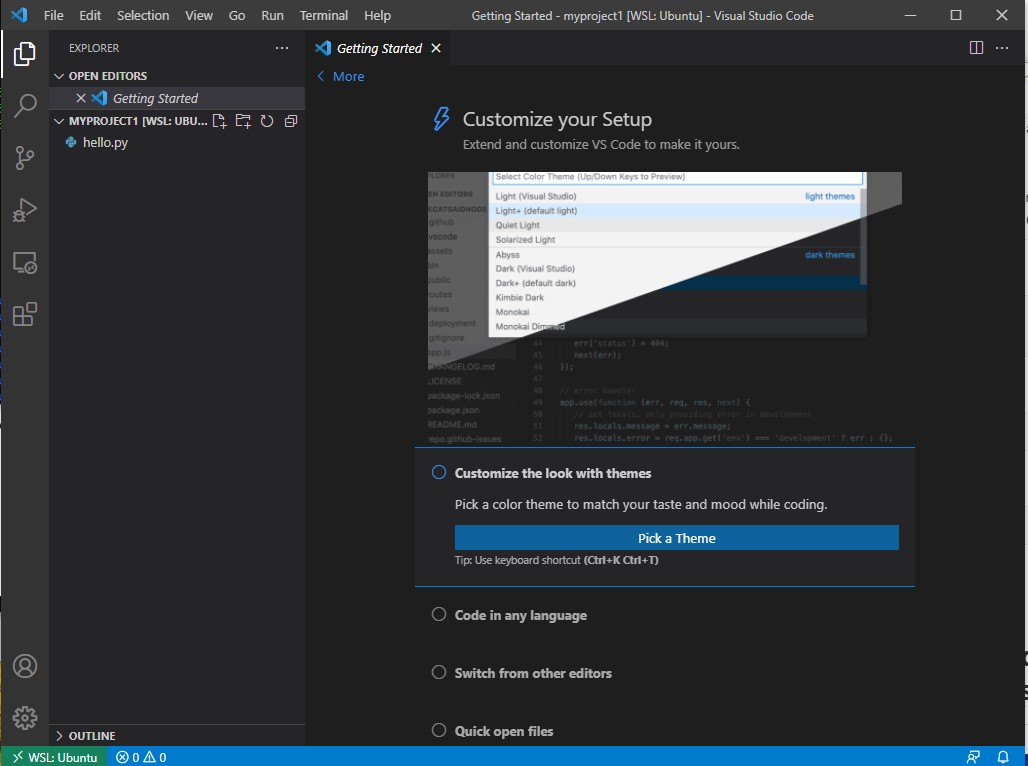 File Edit Selection View Go Run Terminal Help Getting Started - myproject1 [WSL: Ubuntu] - Visual Studio Code
EXPLORER
OPEN EDITORS
Getting Started
MYPROJECT1 [WSL: UBU...
hello.py
OUTLINE
Getting Started
More
Customize your Setup
Extend and customize VS Code to make it yours.
Select Color Theme (Up/Down Keys to Preview)
Light (Visual Studio) light themes
Light+ (default light)
Quiet Light
Solarized Light
Abyss dark themes
Dark (Visual Studio)
Dark+ (default dark)
Kimbie Dark
Monokai
Monokai Dimmed
PLORER
EN EDITORS
ECATSAIDNODE
github
vscode
assets
bin
public
routes
views
deployment
.gitignore
app.js
CHANGELOG.md
LICENSE
package-lock.json
package.json
README.md
repo.github-issues
44 err['status'] = 404;
45 next(err);
46 });
47
48 // error handler
49 app.use(function (err, req, res, next) {
50 // set locals, only providing error in development
51 res.locals.message = err.message;
52 res.locals.error = req.app.get('env') === 'development' ? err : {};
Customize the look with themes
Pick a color theme to match your taste and mood while coding.
Pick a Theme
Tip: Use keyboard shortcut (Ctrl+K Ctrl+T)
Code in any language
Switch from other editors
Quick open files
WSL: Ubuntu 0 0